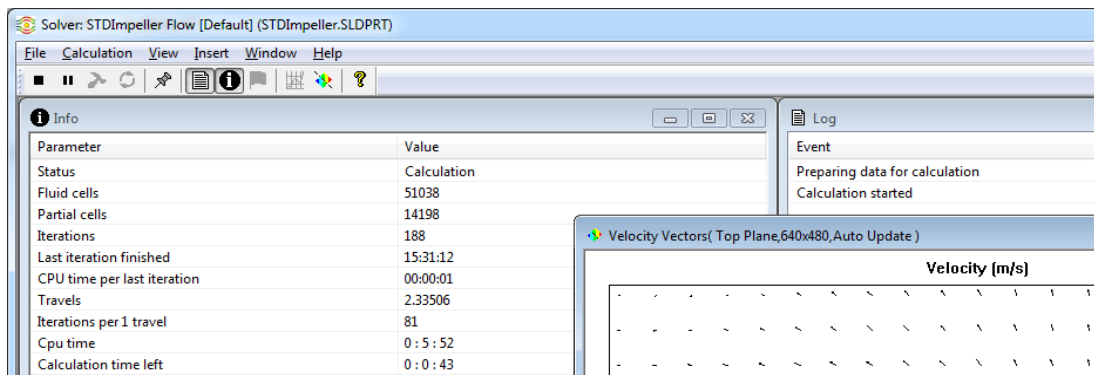 Solver: STDImpeller Flow [Default] (STDImpeller.SLDPRT)
File Calculation View Insert Window Help
Info
Parameter Value
Status Calculation
Fluid cells 51038
Partial cells 14198
Iterations 188
Last iteration finished 15:31:12
CPU time per last iteration 00:00:01
Travels 2.33506
Iterations per 1 travel 81
Cpu time 0 : 5 : 52
Calculation time left 0 : 0 : 43
Log
Event
Preparing data for calculation
Calculation started
Velocity Vectors( Top Plane,640x480,Auto Update )
Velocity (m/s)